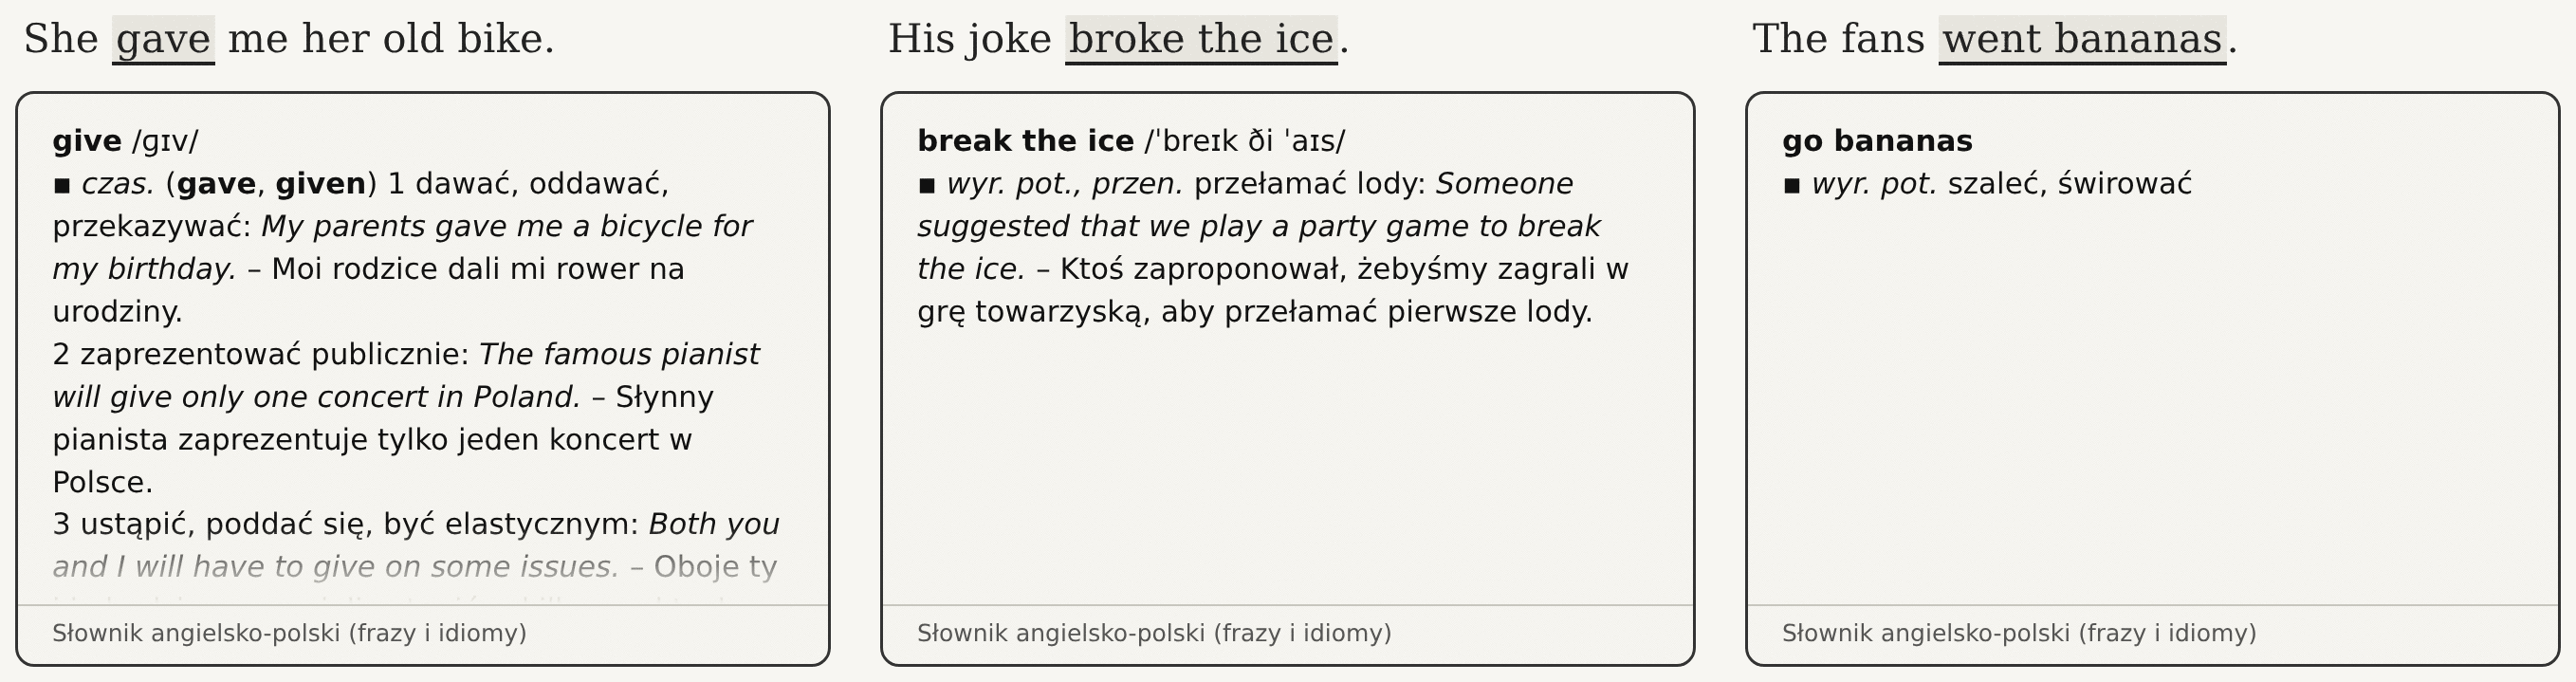 She gave me her old bike.
give /ɡɪv/
▪ czas. (gave, given) 1 dawać, oddawać,
przekazywać: My parents gave me a bicycle for
my birthday. – Moi rodzice dali mi rower na
urodziny.
2 zaprezentować publicznie: The famous pianist
will give only one concert in Poland. – Słynny
pianista zaprezentuje tylko jeden koncert w
Polsce.
3 ustąpić, poddać się, być elastycznym: Both you
and I will have to give on some issues. – Oboje ty
Słownik angielsko-polski (frazy i idiomy)
His joke broke the ice.
break the ice /ˈbreɪk ði ˈaɪs/
▪ wyr. pot., przen. przełamać lody: Someone
suggested that we play a party game to break
the ice. – Ktoś zaproponował, żebyśmy zagrali w
grę towarzyską, aby przełamać pierwsze lody.
Słownik angielsko-polski (frazy i idiomy)
The fans went bananas.
go bananas
▪ wyr. pot. szaleć, świrować
Słownik angielsko-polski (frazy i idiomy)